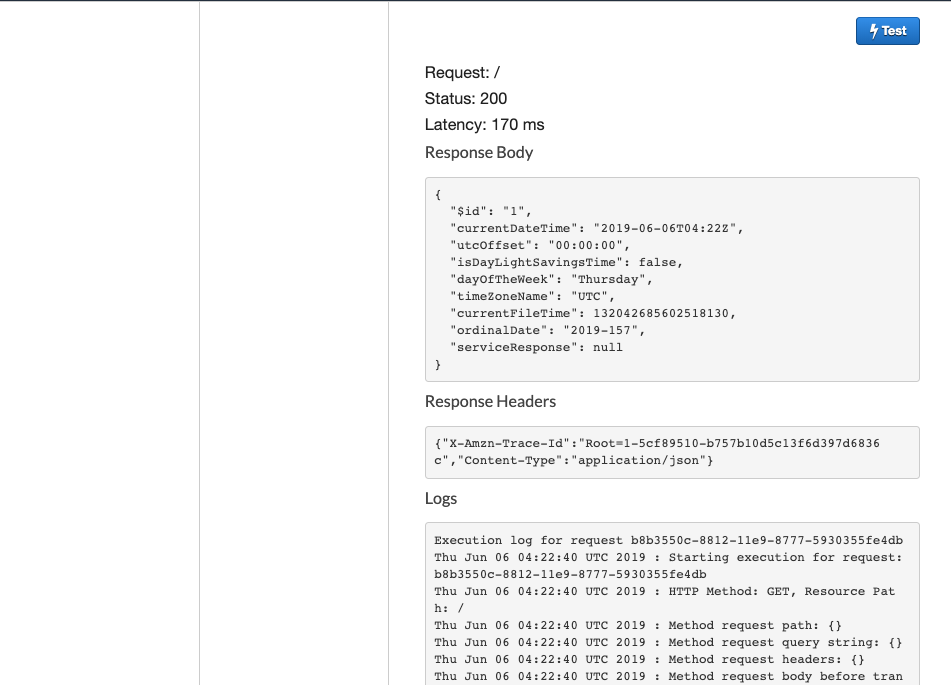 Test
Request: /
Status: 200
Latency: 170 ms
Response Body
{
  "$id": "1",
  "currentDateTime": "2019-06-06T04:22Z",
  "utcOffset": "00:00:00",
  "isDayLightSavingsTime": false,
  "dayOfTheWeek": "Thursday",
  "timeZoneName": "UTC",
  "currentFileTime": 132042685602518130,
  "ordinalDate": "2019-157",
  "serviceResponse": null
}
Response Headers
{"X-Amzn-Trace-Id":"Root=1-5cf89510-b757b10d5c13f6d397d6836
c","Content-Type":"application/json"}
Logs
Execution log for request b8b3550c-8812-11e9-8777-5930355fe4db
Thu Jun 06 04:22:40 UTC 2019 : Starting execution for request:
b8b3550c-8812-11e9-8777-5930355fe4db
Thu Jun 06 04:22:40 UTC 2019 : HTTP Method: GET, Resource Pat
h: /
Thu Jun 06 04:22:40 UTC 2019 : Method request path: {}
Thu Jun 06 04:22:40 UTC 2019 : Method request query string: {}
Thu Jun 06 04:22:40 UTC 2019 : Method request headers: {}
Thu Jun 06 04:22:40 UTC 2019 : Method request body before tran